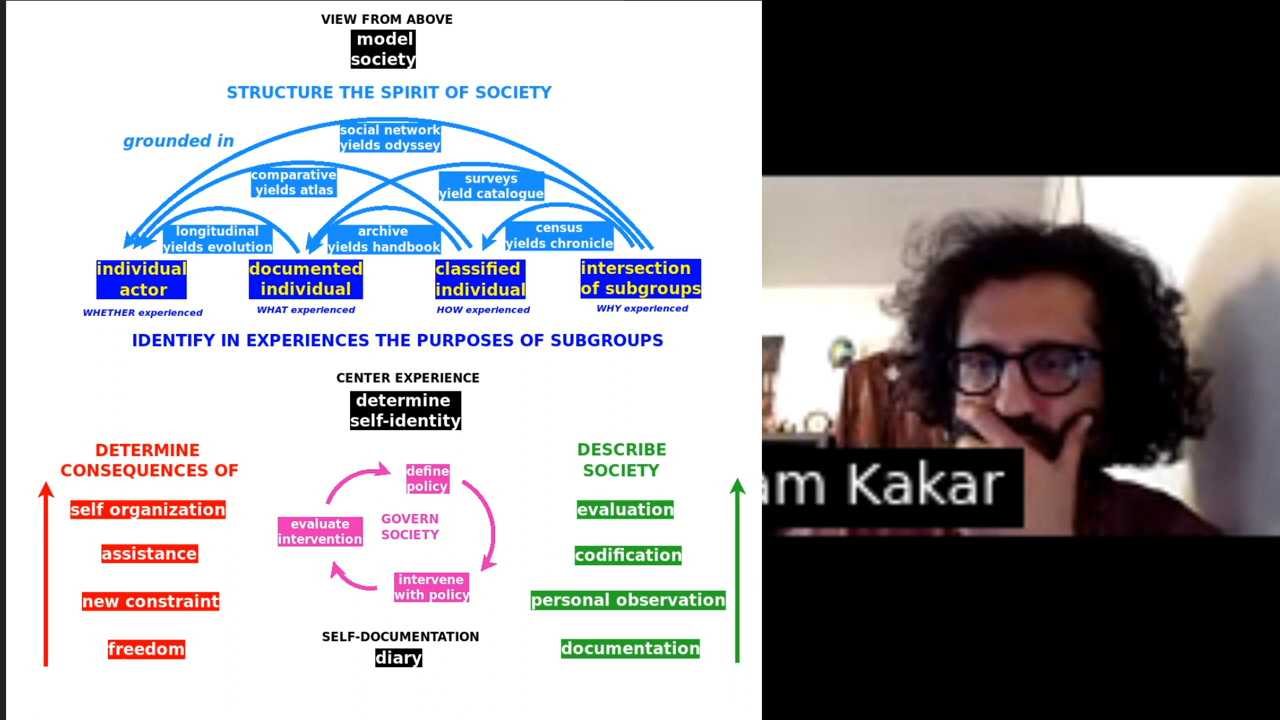 VIEW FROM ABOVE
model
society
STRUCTURE THE SPIRIT OF SOCIETY
grounded in
social network
yields odyssey
comparative
yields atlas
surveys
yield catalogue
longitudinal
yields evolution
archive
yields handbook
census
yields chronicle
individual
actor
documented
individual
classified
individual
intersection
of subgroups
WHETHER experienced
WHAT experienced
HOW experienced
WHY experienced
IDENTIFY IN EXPERIENCES THE PURPOSES OF SUBGROUPS
CENTER EXPERIENCE
determine
self-identity
DETERMINE
CONSEQUENCES OF
self organization
assistance
new constraint
freedom
define
policy
evaluate
intervention
GOVERN
SOCIETY
intervene
with policy
SELF-DOCUMENTATION
diary
DESCRIBE
SOCIETY
evaluation
codification
personal observation
documentation
am Kakar